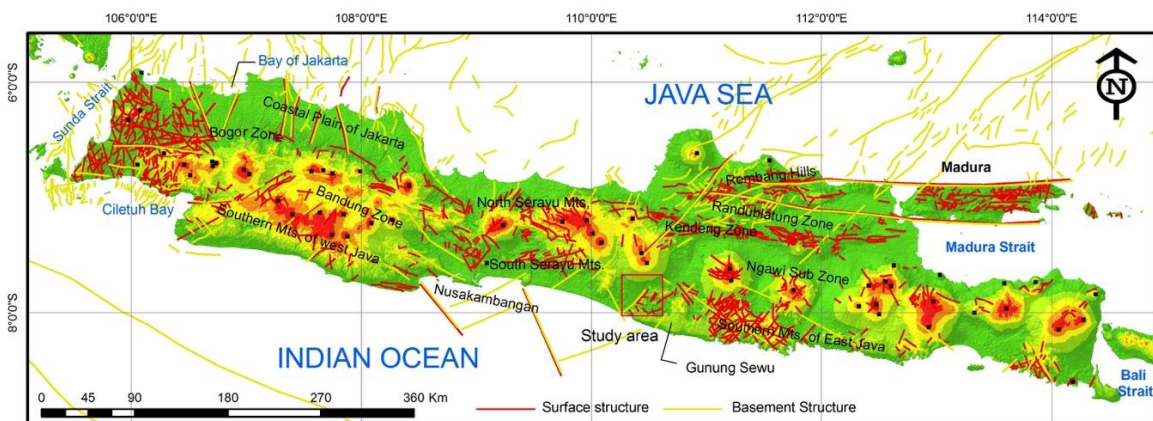 106°0'0"E
108°0'0"E
110°0'0"E
112°0'0"E
114°0'0"E
6°0'0"S
8°0'0"S
Bay of Jakarta
Sunda Strait
Coastal Plain of Jakarta
Bogor Zone
JAVA SEA
N
Madura
Rembang Hills
Ciletuh Bay
Bandung Zone
North Serayu Mts.
Randublatung Zone
Southern Mts. of west Java
Kendeng Zone
Madura Strait
South Serayu Mts.
Ngawi Sub Zone
Nusakambangan
Study area
Southern Mts. of East Java
INDIAN OCEAN
Gunung Sewu
Bali
Strait
0 45 90 180 270 360 Km
Surface structure
Basement Structure